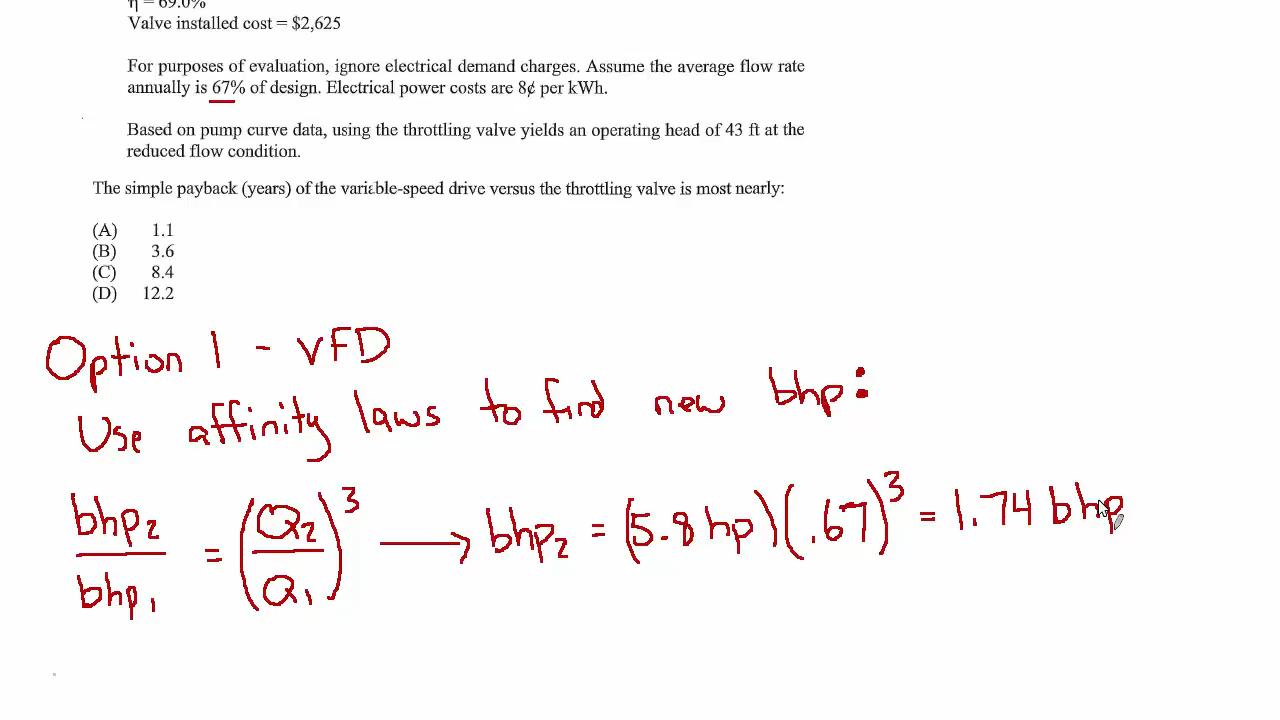 η = 69.0%
Valve installed cost = $2,625
For purposes of evaluation, ignore electrical demand charges. Assume the average flow rate
annually is 67% of design. Electrical power costs are 8¢ per kWh.
Based on pump curve data, using the throttling valve yields an operating head of 43 ft at the
reduced flow condition.
The simple payback (years) of the variable-speed drive versus the throttling valve is most nearly:
(A) 1.1
(B) 3.6
(C) 8.4
(D) 12.2
Option 1 - VFD
Use affinity laws to find new bhp:
bhp₂/bhp₁ = (Q₂/Q₁)³ → bhp₂ = (5.8 hp)(.67)³ = 1.74 bhp